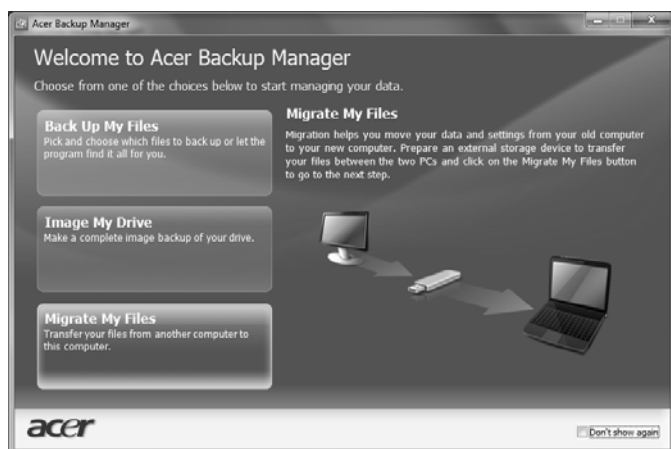 Acer Backup Manager
Welcome to Acer Backup Manager
Choose from one of the choices below to start managing your data.
Back Up My Files
Pick and choose which files to back up or let the
program find it all for you.
Image My Drive
Make a complete image backup of your drive.
Migrate My Files
Transfer your files from another computer to
this computer.
Migrate My Files
Migration helps you move your data and settings from your old computer
to your new computer. Prepare an external storage device to transfer
your files between the two PCs and click on the Migrate My Files button
to go to the next step.
acer
Don't show again